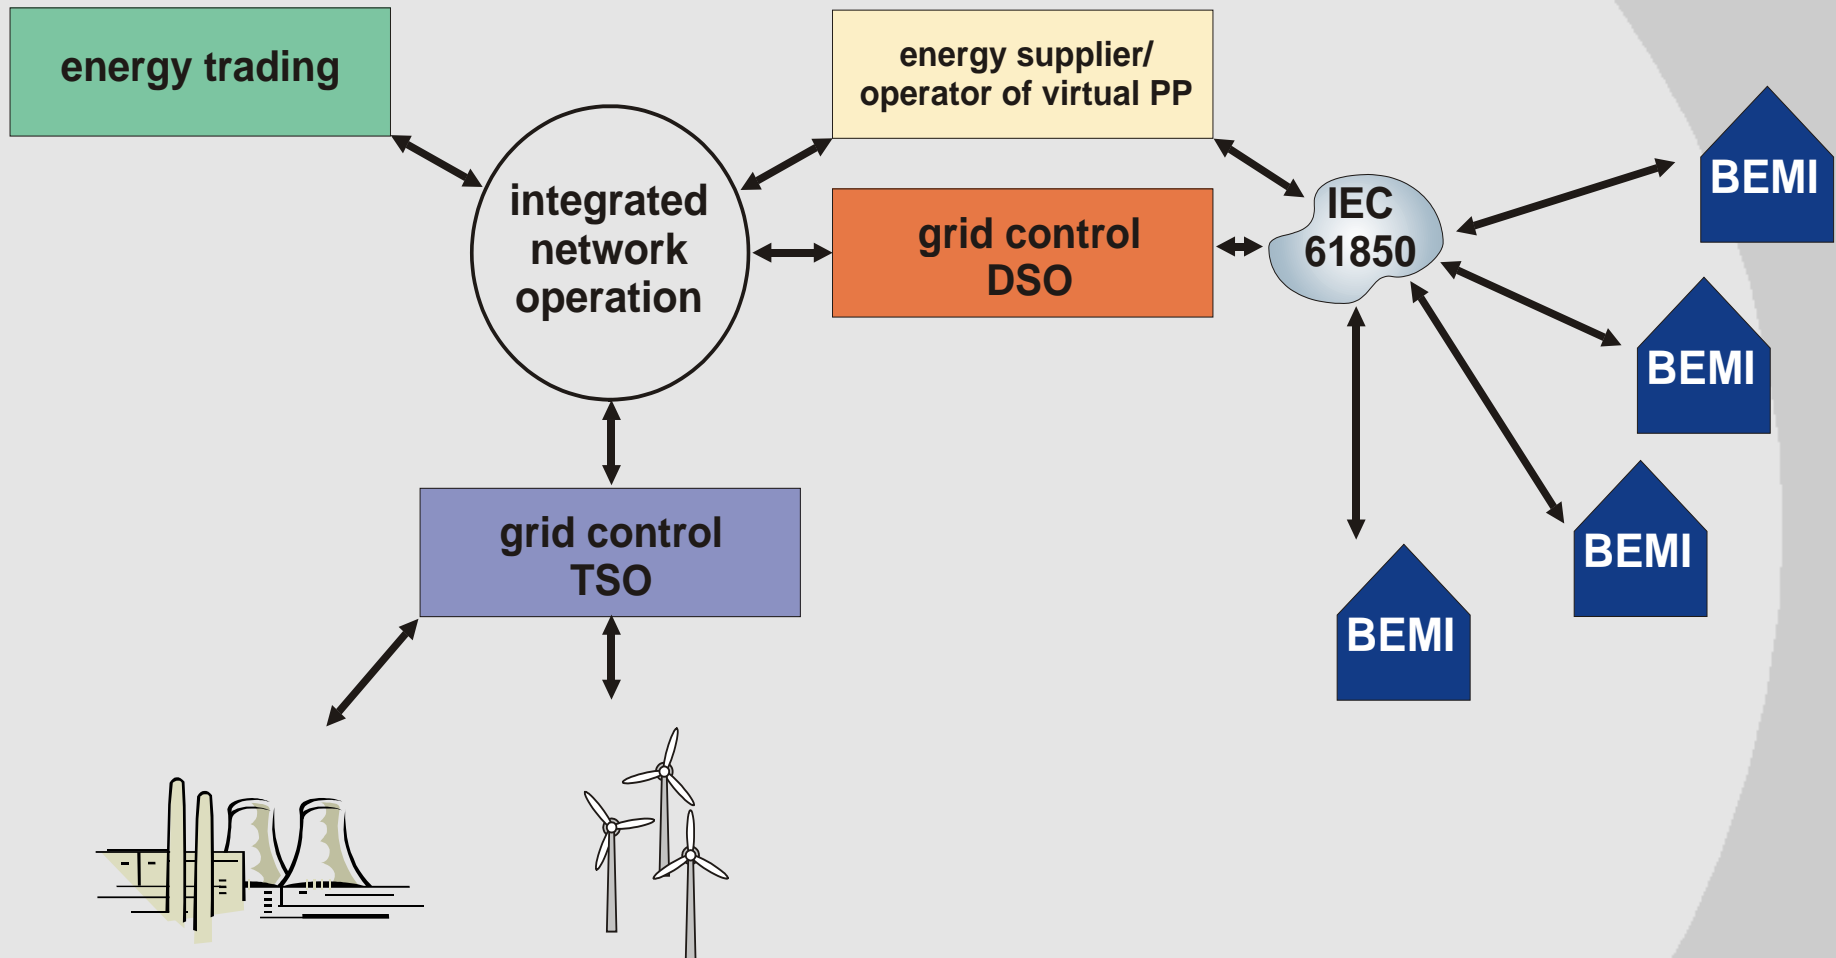 energy trading
energy supplier/
operator of virtual PP
integrated
network
operation
grid control
DSO
IEC
61850
BEMI
BEMI
BEMI
BEMI
grid control
TSO